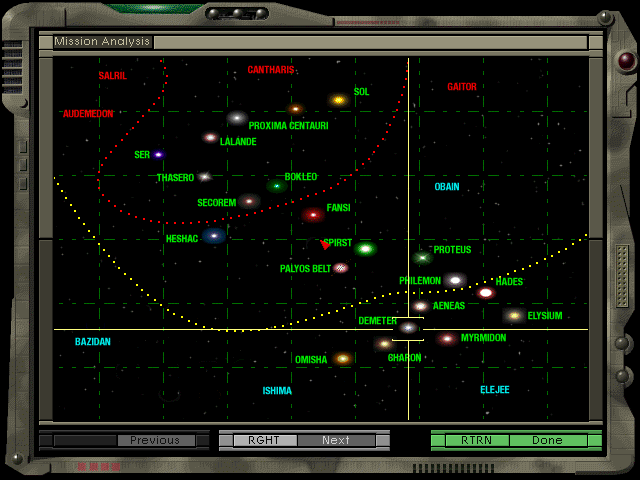 Mission Analysis
SALRIL
CANTHARIS
SOL
GAITOR
AUDEMEDON
PROXIMA CENTAURI
LALANDE
SER
THASERO
BOKLEO
OBAIN
SECOREM
FANSI
HESHAC
SPIRST
PROTEUS
PALYOS BELT
PHILEMON
HADES
AENEAS
ELYSIUM
DEMETER
BAZIDAN
MYRMIDON
OMISHA
CHARON
ISHIMA
ELEJEE
Previous
RGHT Next
RTRN Done